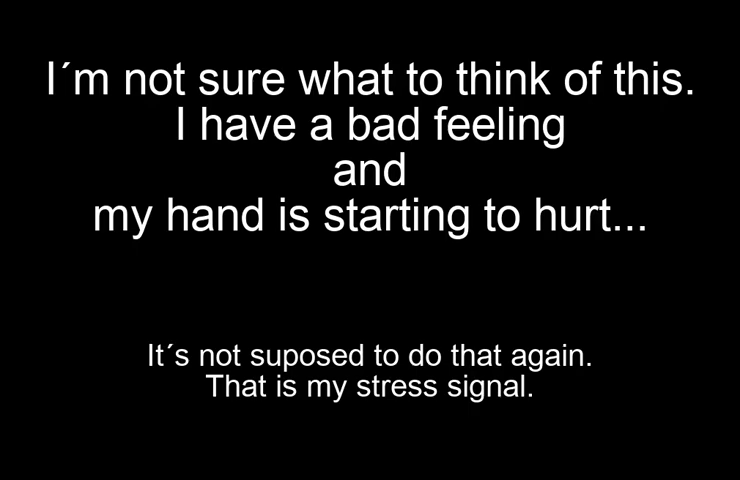 I´m not sure what to think of this.
I have a bad feeling
and
my hand is starting to hurt...
It´s not suposed to do that again.
That is my stress signal.